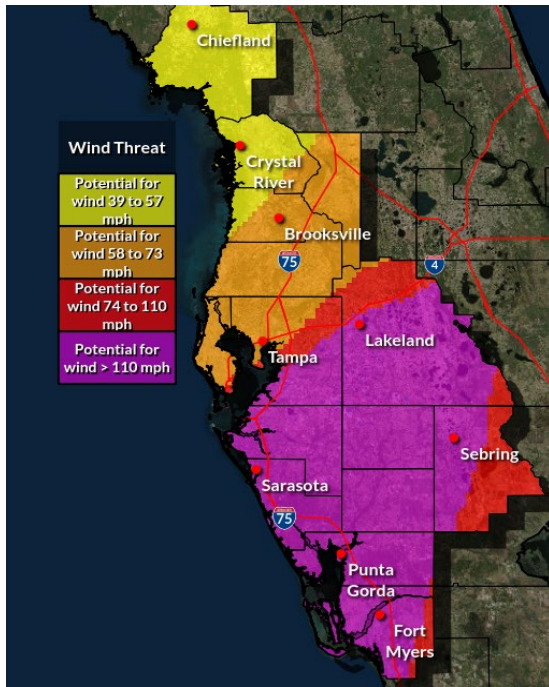 Chiefland
Wind Threat
Crystal
River
Potential for
wind 39 to 57
mph
Brooksville
Potential for
wind 58 to 73
mph
75
4
Potential for
wind 74 to 110
mph
Potential for
wind > 110 mph
Tampa
Lakeland
Sebring
Sarasota
75
Punta
Gorda
Fort
Myers